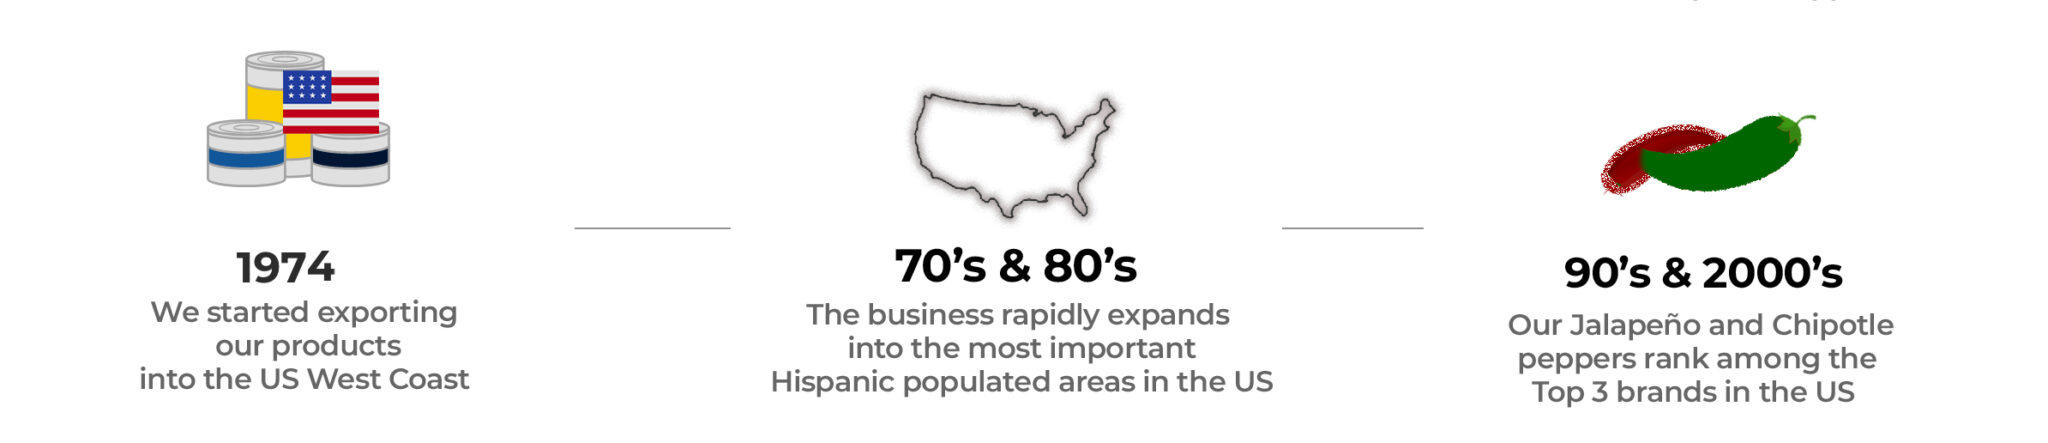 1974
We started exporting
our products
into the US West Coast
70’s & 80’s
The business rapidly expands
into the most important
Hispanic populated areas in the US
90’s & 2000’s
Our Jalapeño and Chipotle
peppers rank among the
Top 3 brands in the US